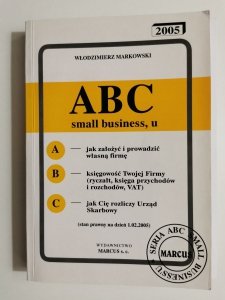 2005
WŁODZIMIERZ MARKOWSKI
ABC
small business, u
A — jak założyć i prowadzić
własną firmę
B — księgowość Twojej Firmy
(ryczałt, księga przychodów
i rozchodów, VAT)
C — jak Cię rozliczy Urząd
Skarbowy
(stan prawny na dzień 1.02.2005)
WYDAWNICTWO
MARCUS s.c.
SERIA ABC SMALL BUSINESS'U
MARCUS